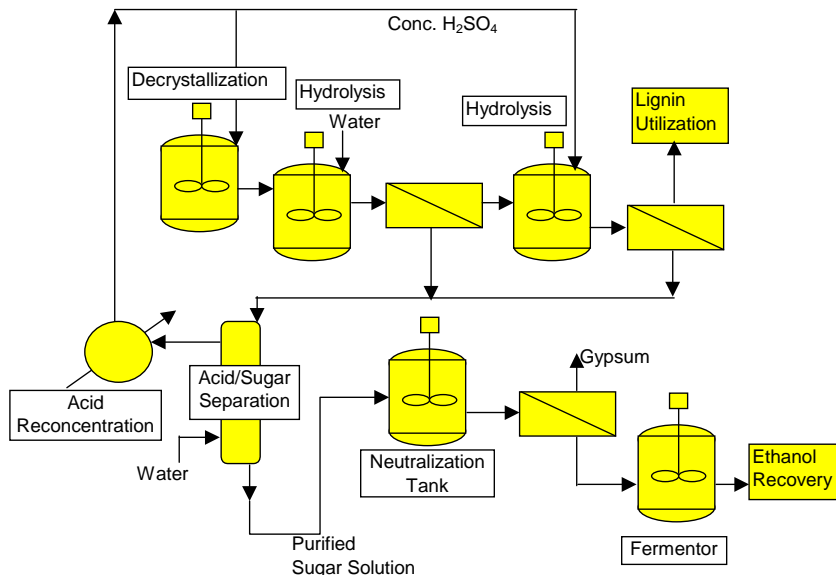 Conc. H₂SO₄
Decrystallization
Hydrolysis
Water
Hydrolysis
Lignin
Utilization
Acid
Reconcentration
Acid/Sugar
Separation
Water
Purified
Sugar Solution
Neutralization
Tank
Gypsum
Fermentor
Ethanol
Recovery